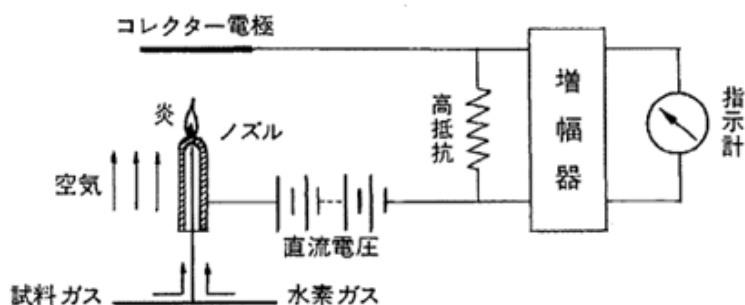 コレクター電極
炎
ノズル
空気
高抵抗
増幅器
指示計
直流電圧
試料ガス
水素ガス